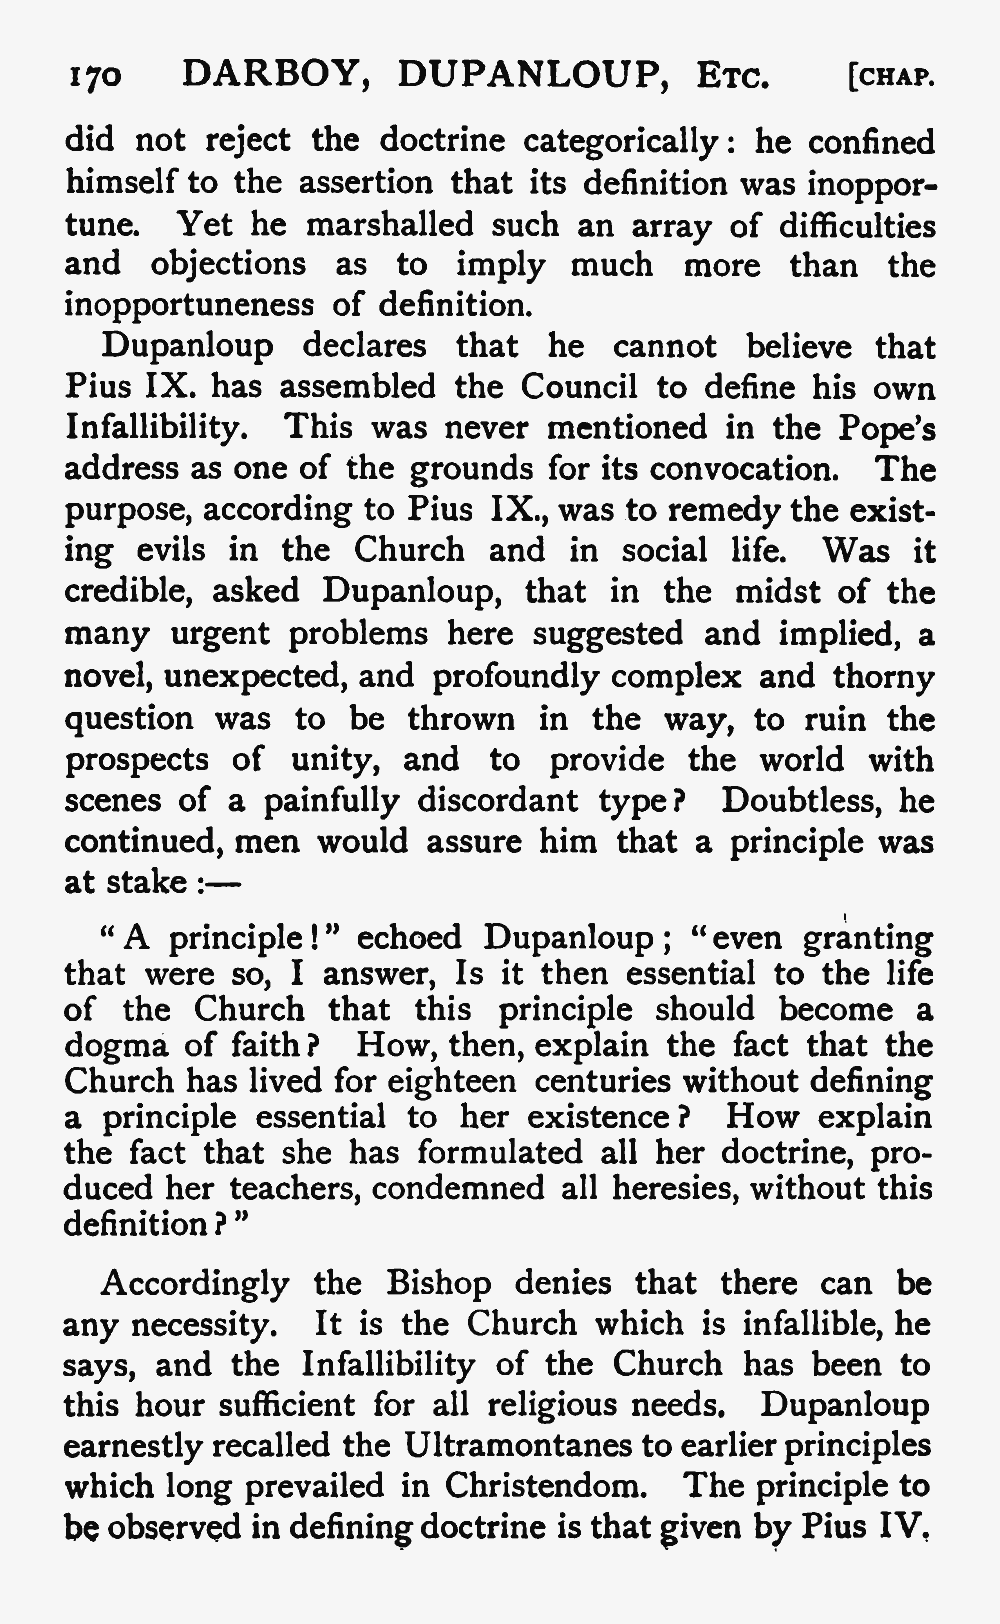 170 DARBOY, DUPANLOUP, ETC. [CHAP.
did not reject the doctrine categorically: he confined
himself to the assertion that its definition was inoppor-
tune. Yet he marshalled such an array of difficulties
and objections as to imply much more than the
inopportuneness of definition.
Dupanloup declares that he cannot believe that
Pius IX. has assembled the Council to define his own
Infallibility. This was never mentioned in the Pope's
address as one of the grounds for its convocation. The
purpose, according to Pius IX., was to remedy the exist-
ing evils in the Church and in social life. Was it
credible, asked Dupanloup, that in the midst of the
many urgent problems here suggested and implied, a
novel, unexpected, and profoundly complex and thorny
question was to be thrown in the way, to ruin the
prospects of unity, and to provide the world with
scenes of a painfully discordant type? Doubtless, he
continued, men would assure him that a principle was
at stake:—
"A principle!" echoed Dupanloup; "even granting
that were so, I answer, Is it then essential to the life
of the Church that this principle should become a
dogma of faith? How, then, explain the fact that the
Church has lived for eighteen centuries without defining
a principle essential to her existence? How explain
the fact that she has formulated all her doctrine, pro-
duced her teachers, condemned all heresies, without this
definition?"
Accordingly the Bishop denies that there can be
any necessity. It is the Church which is infallible, he
says, and the Infallibility of the Church has been to
this hour sufficient for all religious needs. Dupanloup
earnestly recalled the Ultramontanes to earlier principles
which long prevailed in Christendom. The principle to
be observed in defining doctrine is that given by Pius IV.